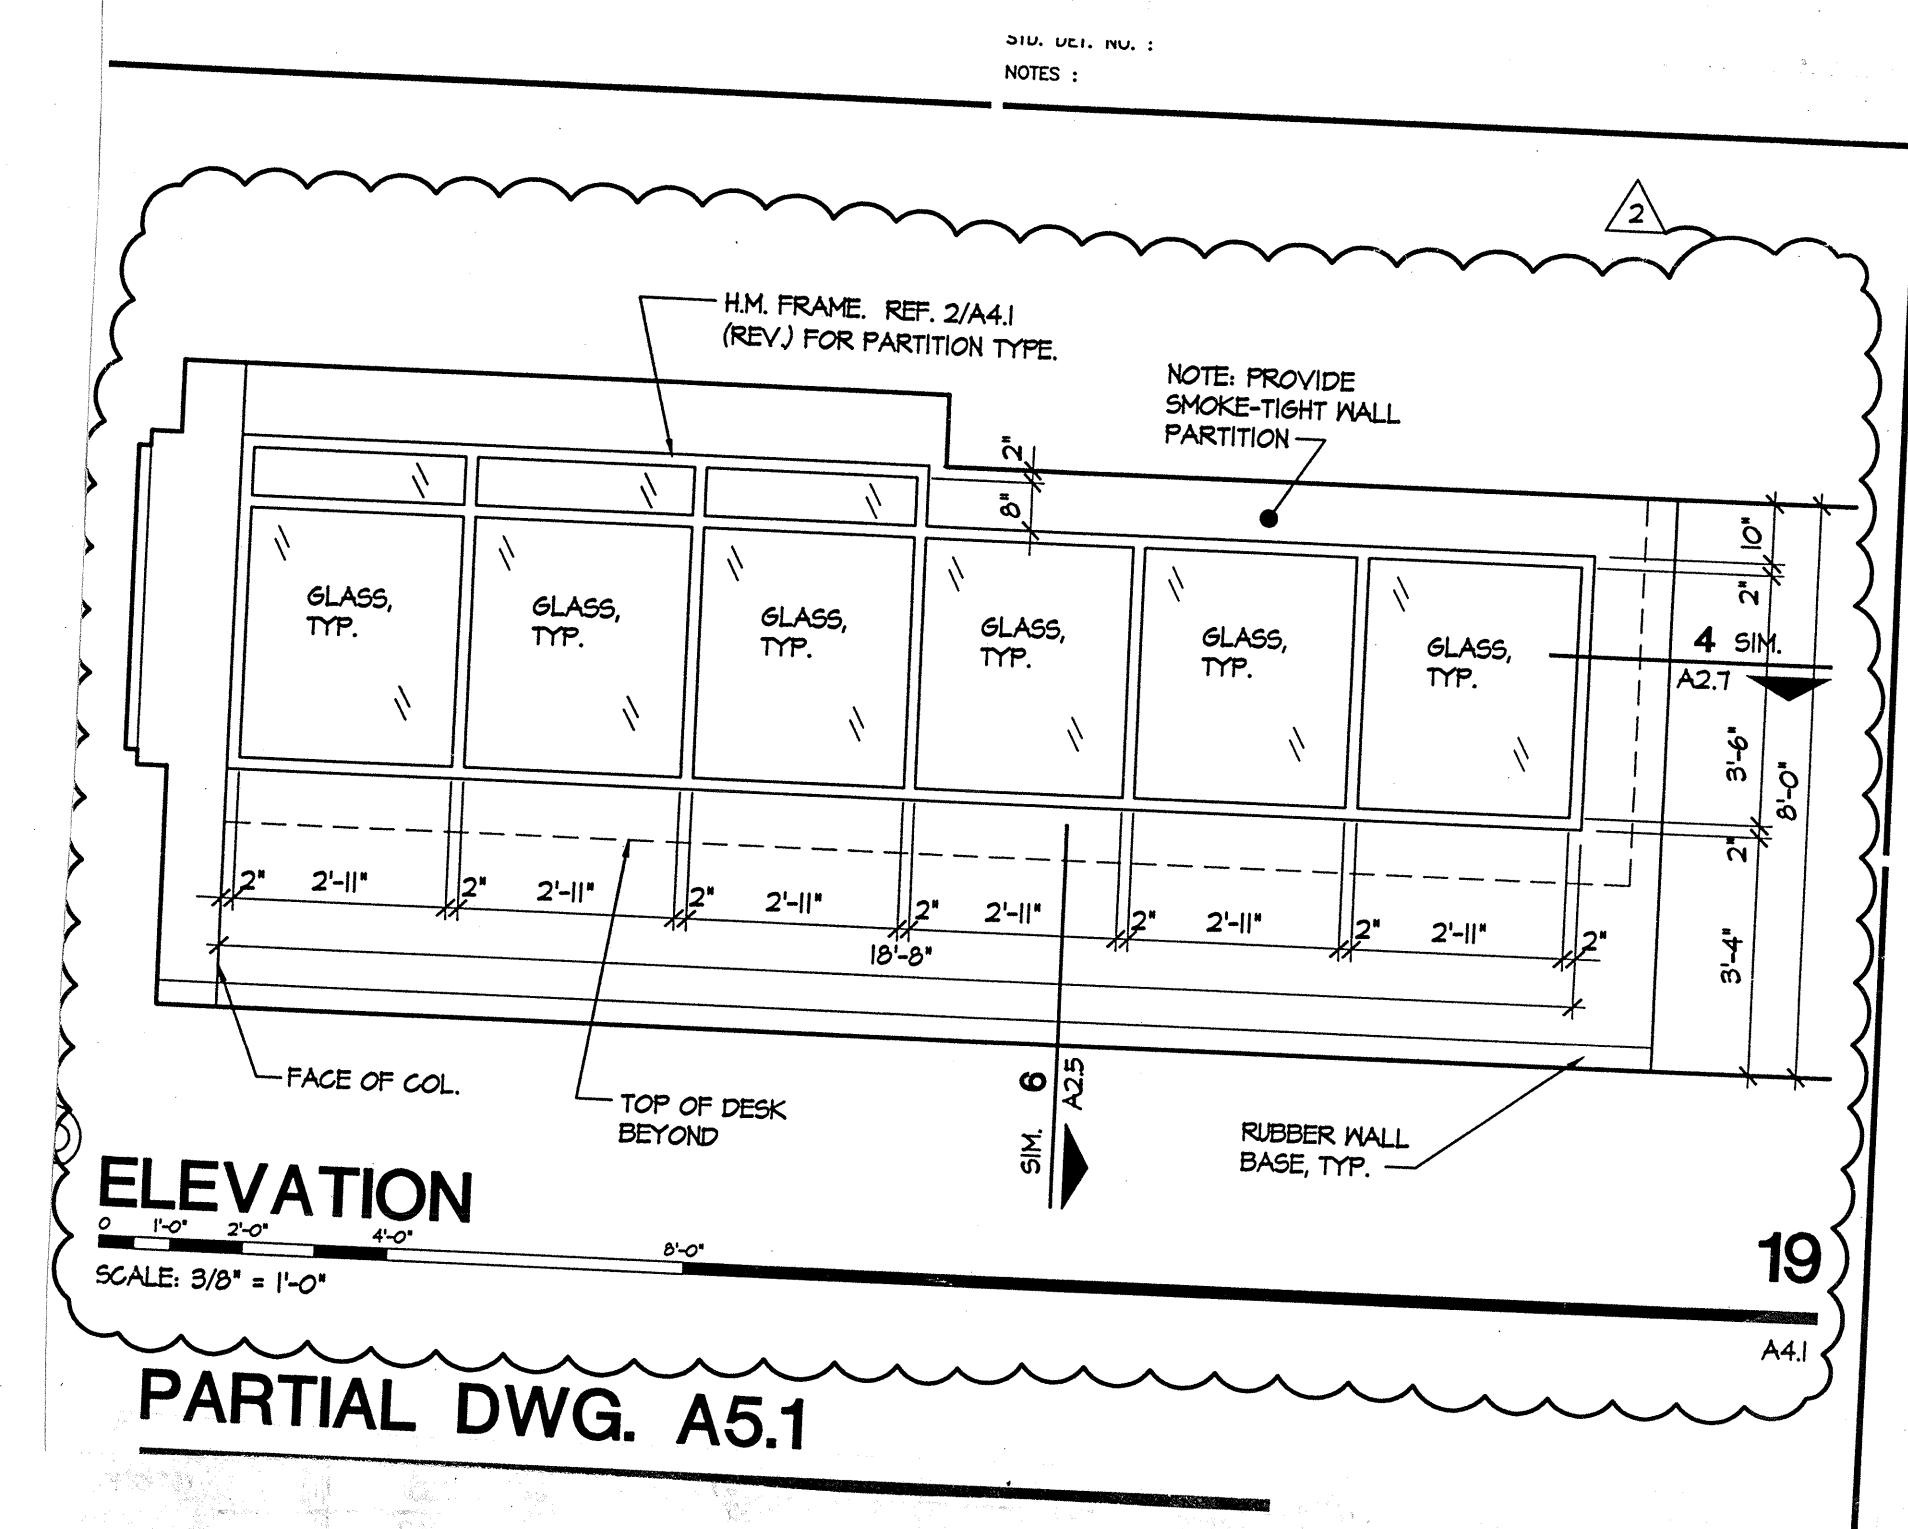 STD. DET. NO. :
NOTES :
2
H.M. FRAME. REF. 2/A4.1
(REV.) FOR PARTITION TYPE.
NOTE: PROVIDE
SMOKE-TIGHT WALL
PARTITION
2"
8"
10"
2"
GLASS,
TYP.
GLASS,
TYP.
GLASS,
TYP.
GLASS,
TYP.
GLASS,
TYP.
GLASS,
TYP.
4 SIM.
A2.7
3'-6"
8'-0"
2"
3'-4"
2" 2'-11" 2" 2'-11" 2" 2'-11" 2" 2'-11" 2" 2'-11" 2" 2'-11" 2"
18'-8"
FACE OF COL.
TOP OF DESK
BEYOND
6
A2.5
SIM.
RUBBER WALL
BASE, TYP.
ELEVATION
0 1'-0" 2'-0" 4'-0" 8'-0"
SCALE: 3/8" = 1'-0"
19
A4.1
PARTIAL DWG. A5.1